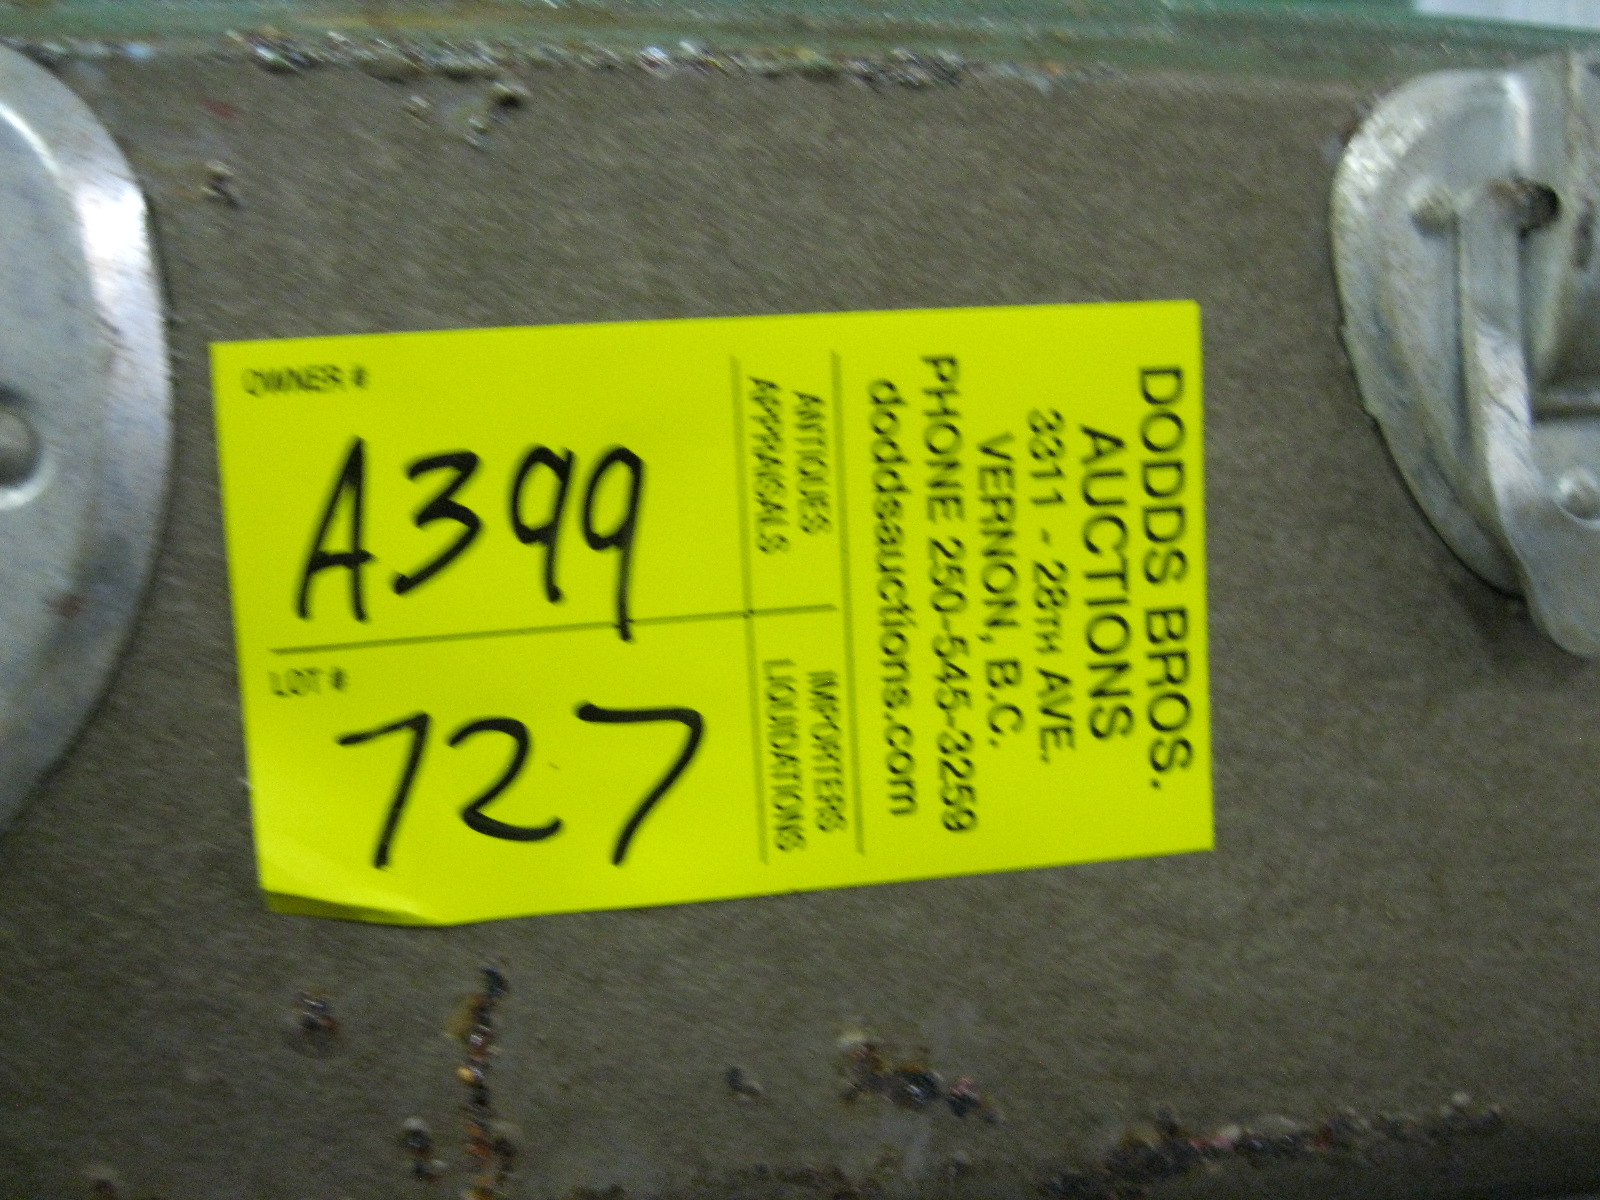 OWNER #
A399
LOT #
727
DODDS BROS.
AUCTIONS
3311 - 28TH AVE.
VERNON, B.C.
PHONE 250-545-3259
doddsauctions.com
ANTIQUES IMPORTERS
APPRAISALS LIQUIDATIONS